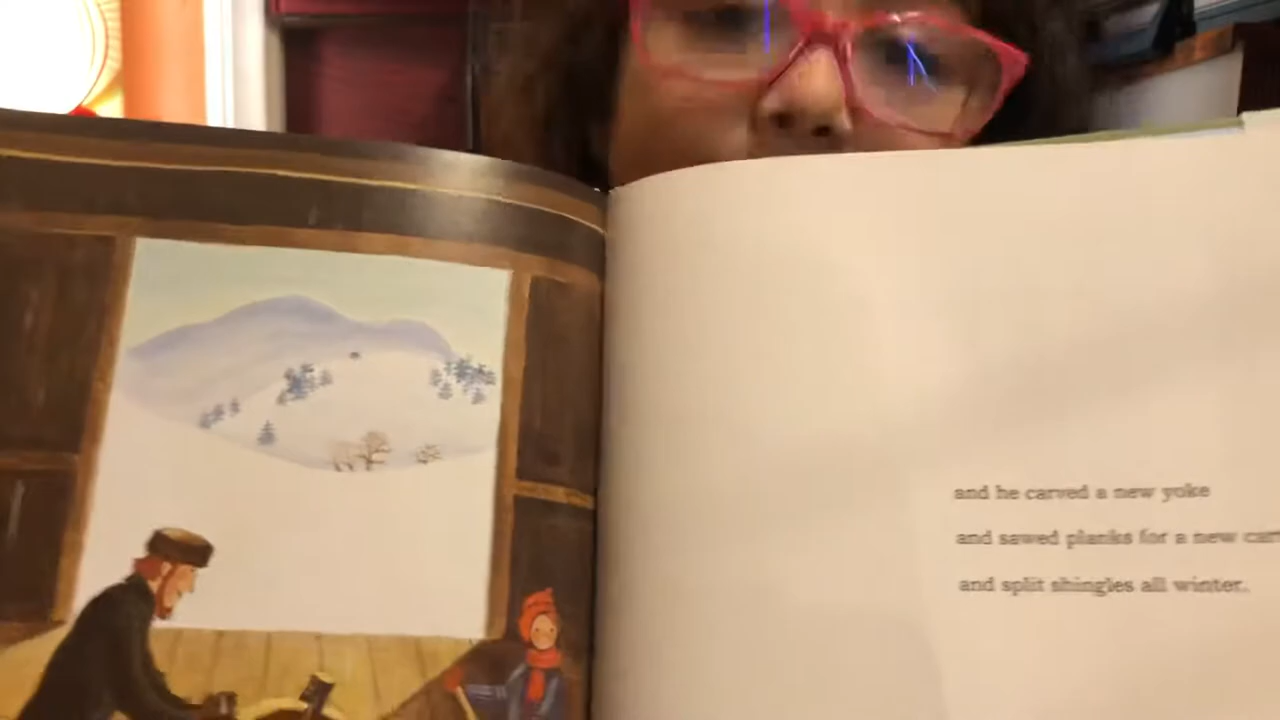 and he carved a new yoke
and sawed planks for a new
and split shingles all winter.